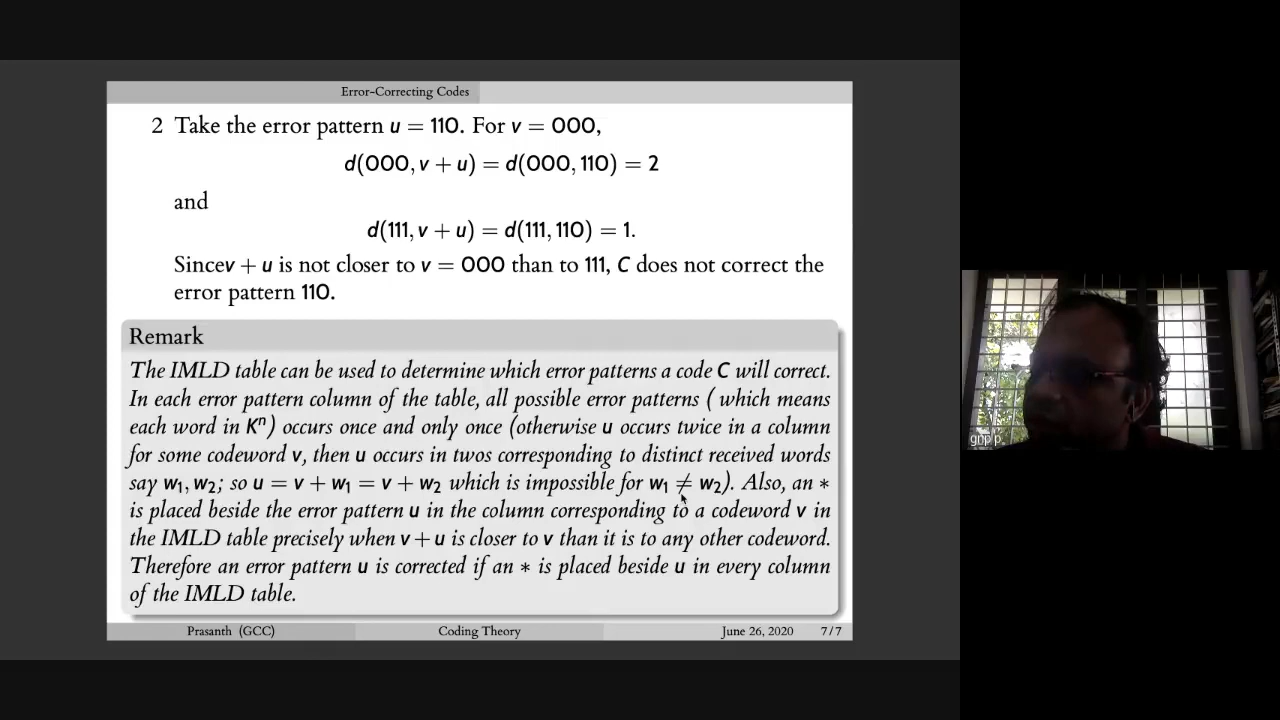 Error-Correcting Codes
2 Take the error pattern u = 110. For v = 000,
d(000, v + u) = d(000, 110) = 2
and
d(111, v + u) = d(111, 110) = 1.
Sincev + u is not closer to v = 000 than to 111, C does not correct the
error pattern 110.
Remark
The IMLD table can be used to determine which error patterns a code C will correct.
In each error pattern column of the table, all possible error patterns ( which means
each word in Kⁿ) occurs once and only once (otherwise u occurs twice in a column
for some codeword v, then u occurs in twos corresponding to distinct received words
say w₁, w₂; so u = v + w₁ = v + w₂ which is impossible for w₁ ≠ w₂). Also, an ∗
is placed beside the error pattern u in the column corresponding to a codeword v in
the IMLD table precisely when v + u is closer to v than it is to any other codeword.
Therefore an error pattern u is corrected if an ∗ is placed beside u in every column
of the IMLD table.
Prasanth (GCC) Coding Theory June 26, 2020 7/7
gnp p